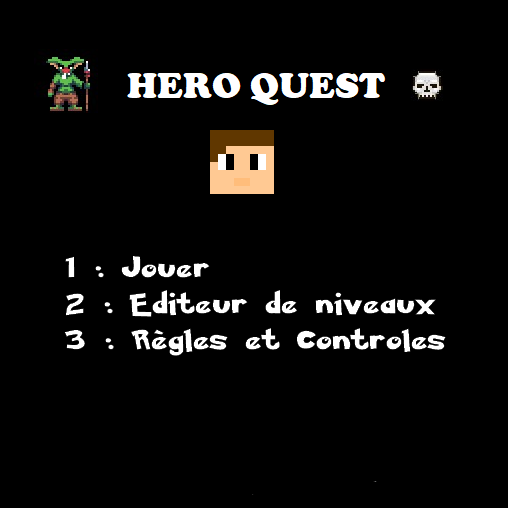 HERO QUEST
1 : Jouer
2 : Editeur de niveaux
3 : Règles et Controles